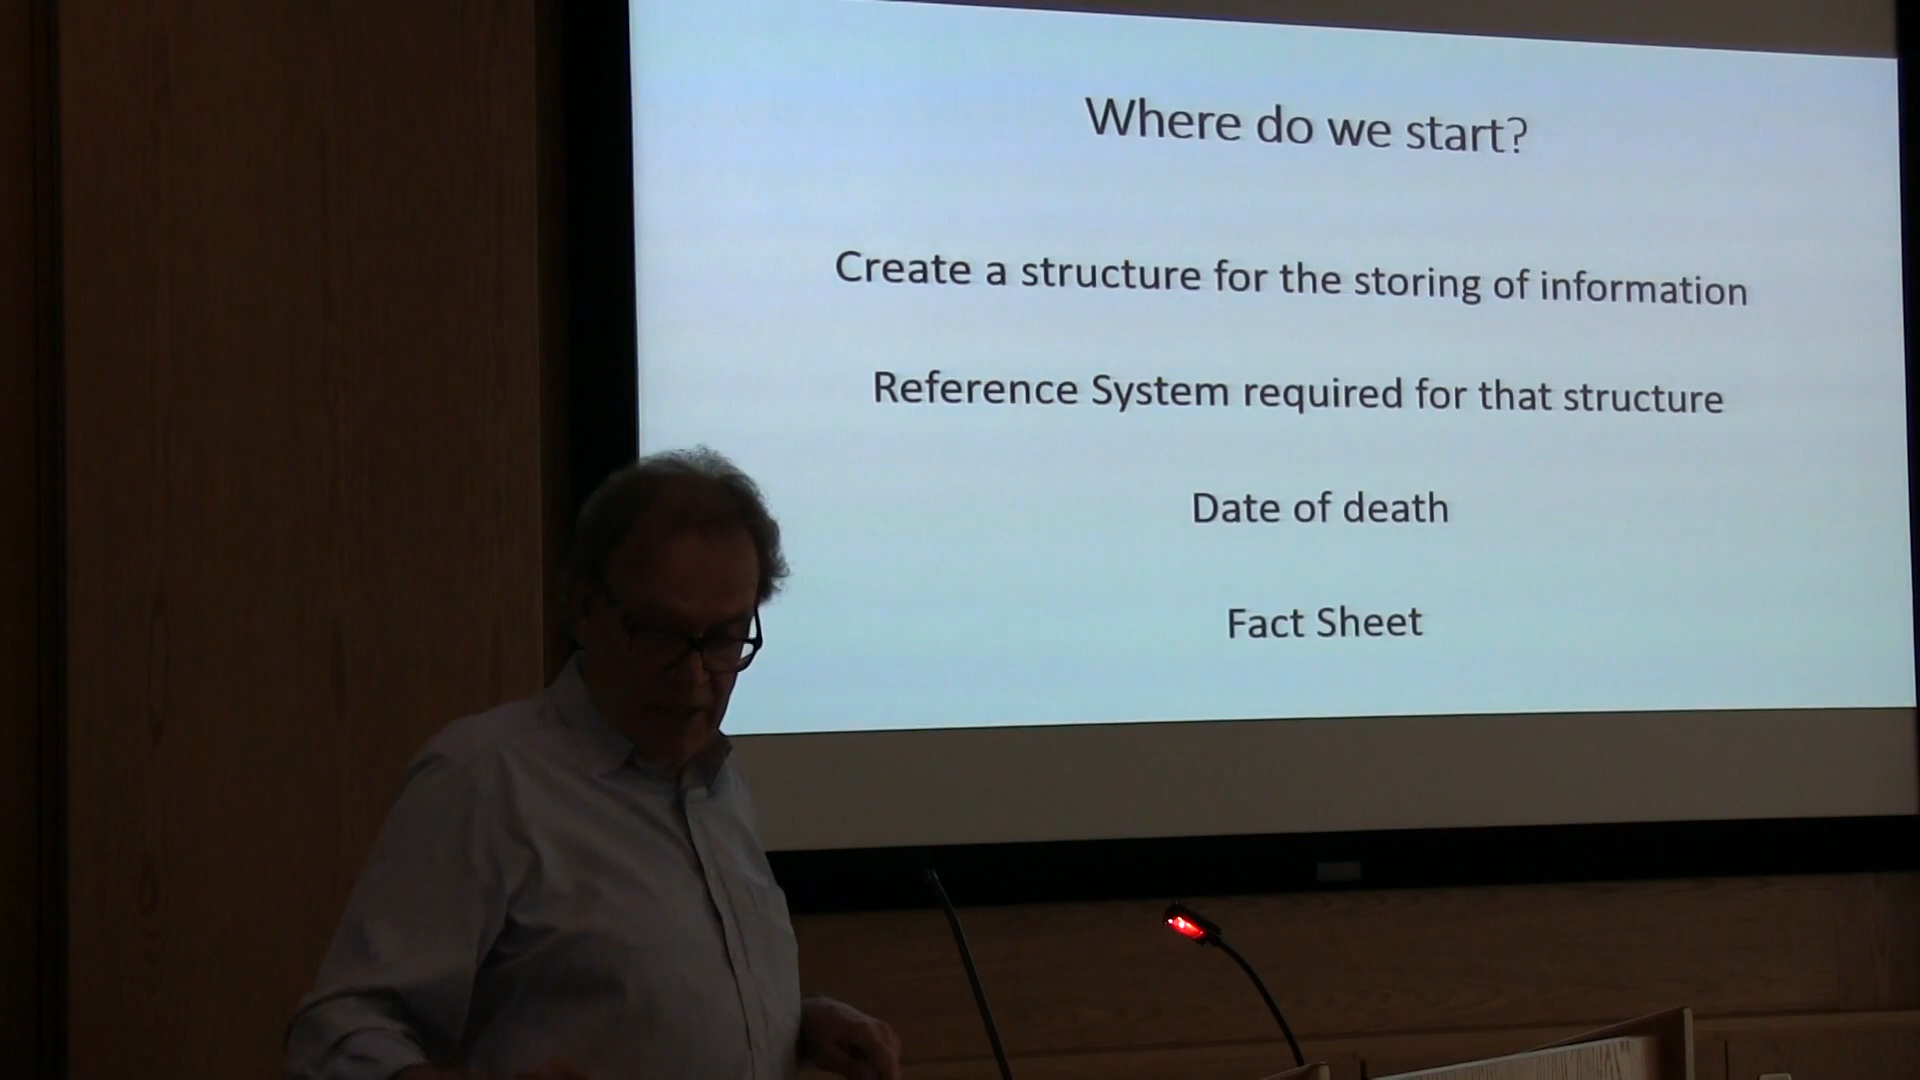 Where do we start?
Create a structure for the storing of information
Reference System required for that structure
Date of death
Fact Sheet